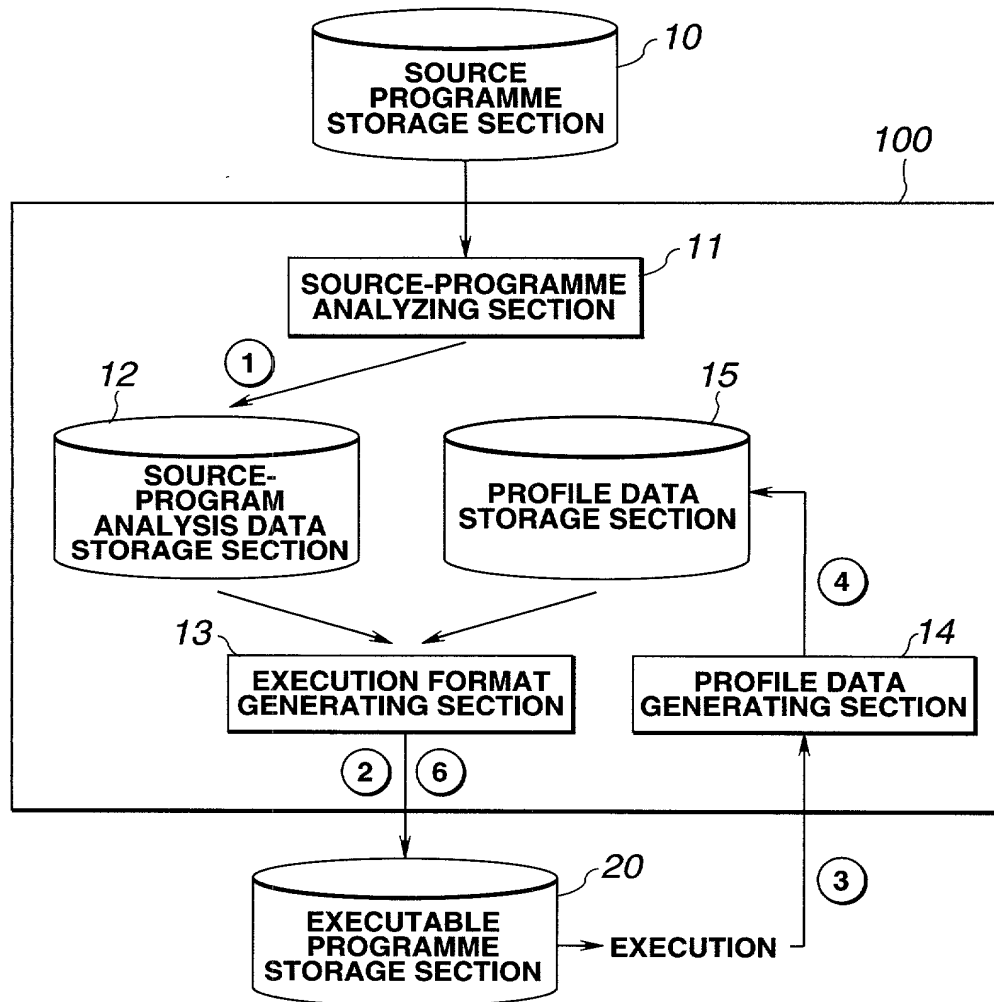 10
SOURCE
PROGRAMME
STORAGE SECTION
100
11
SOURCE-PROGRAMME
ANALYZING SECTION
1
12
15
SOURCE-
PROGRAM
ANALYSIS DATA
STORAGE SECTION
PROFILE DATA
STORAGE SECTION
4
13
14
EXECUTION FORMAT
GENERATING SECTION
PROFILE DATA
GENERATING SECTION
2
6
20
3
EXECUTABLE
PROGRAMME
STORAGE SECTION
EXECUTION